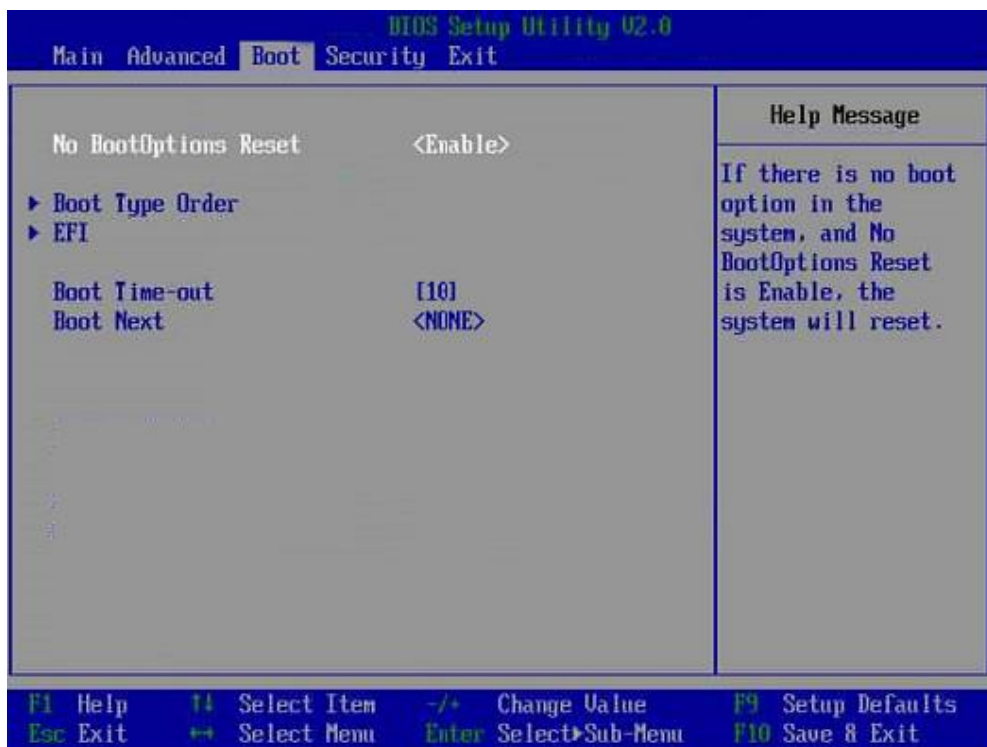 BIOS Setup Utility V2.0
Main Advanced Boot Security Exit
No BootOptions Reset <Enable>
Boot Type Order
EFI
Boot Time-out [10]
Boot Next <NONE>
Help Message
If there is no boot
option in the
system, and No
BootOptions Reset
is Enable, the
system will reset.
F1 Help ↑↓ Select Item -/+ Change Value F9 Setup Defaults
Esc Exit ←→ Select Menu Enter Select▶Sub-Menu F10 Save & Exit